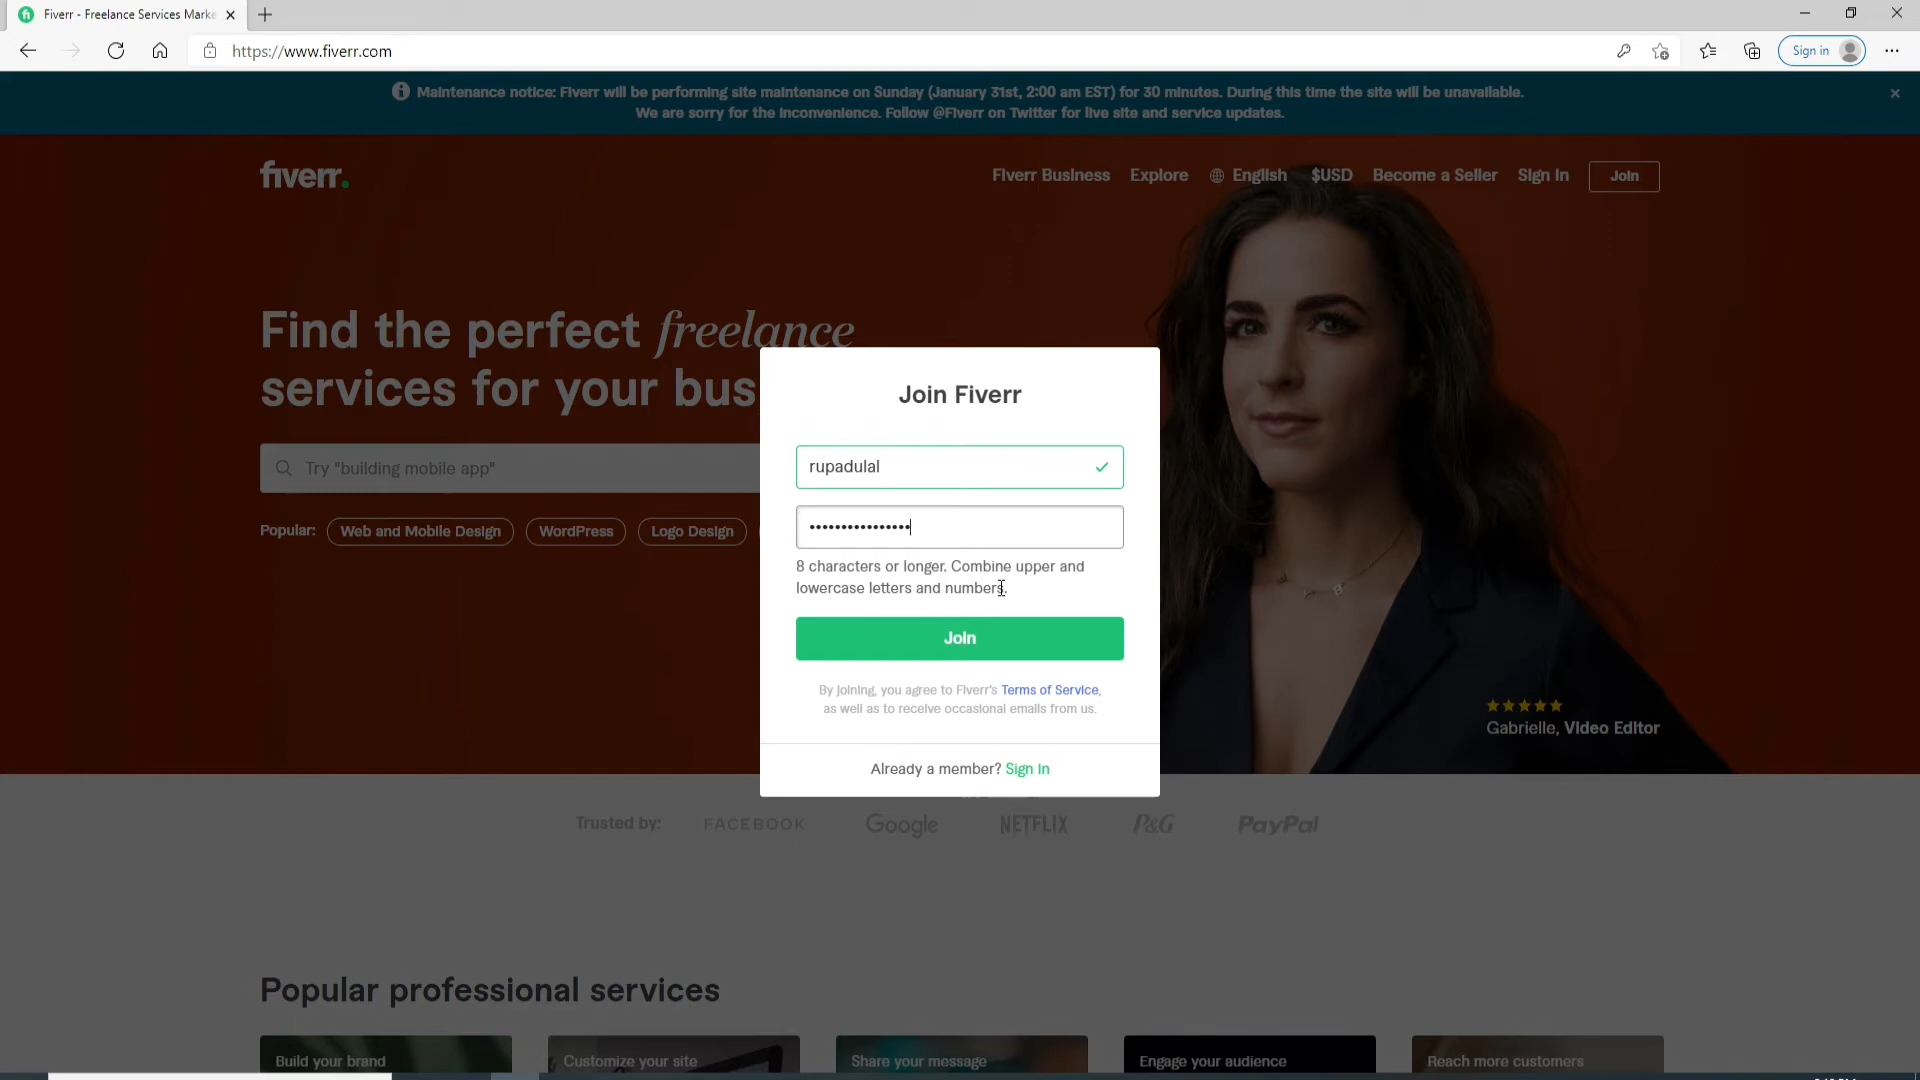 Fiverr - Freelance Services Marke
https://www.fiverr.com
Sign in
Maintenance notice: Fiverr will be performing site maintenance on Sunday (January 31st, 2:00 am EST) for 30 minutes. During this time the site will be unavailable.
We are sorry for the inconvenience. Follow @Fiverr on Twitter for live site and service updates.
fiverr.
Fiverr Business Explore English $USD Become a Seller Sign In Join
Find the perfect freelance
services for your bus
Try "building mobile app"
Popular: Web and Mobile Design WordPress Logo Design
Join Fiverr
rupadulal
••••••••••••••••
8 characters or longer. Combine upper and
lowercase letters and numbers.
Join
By joining, you agree to Fiverr's Terms of Service,
as well as to receive occasional emails from us.
Already a member? Sign In
Gabrielle, Video Editor
Trusted by: FACEBOOK Google NETFLIX P&G PayPal
Popular professional services
Build your brand Customize your site Share your message Engage your audience Reach more customers